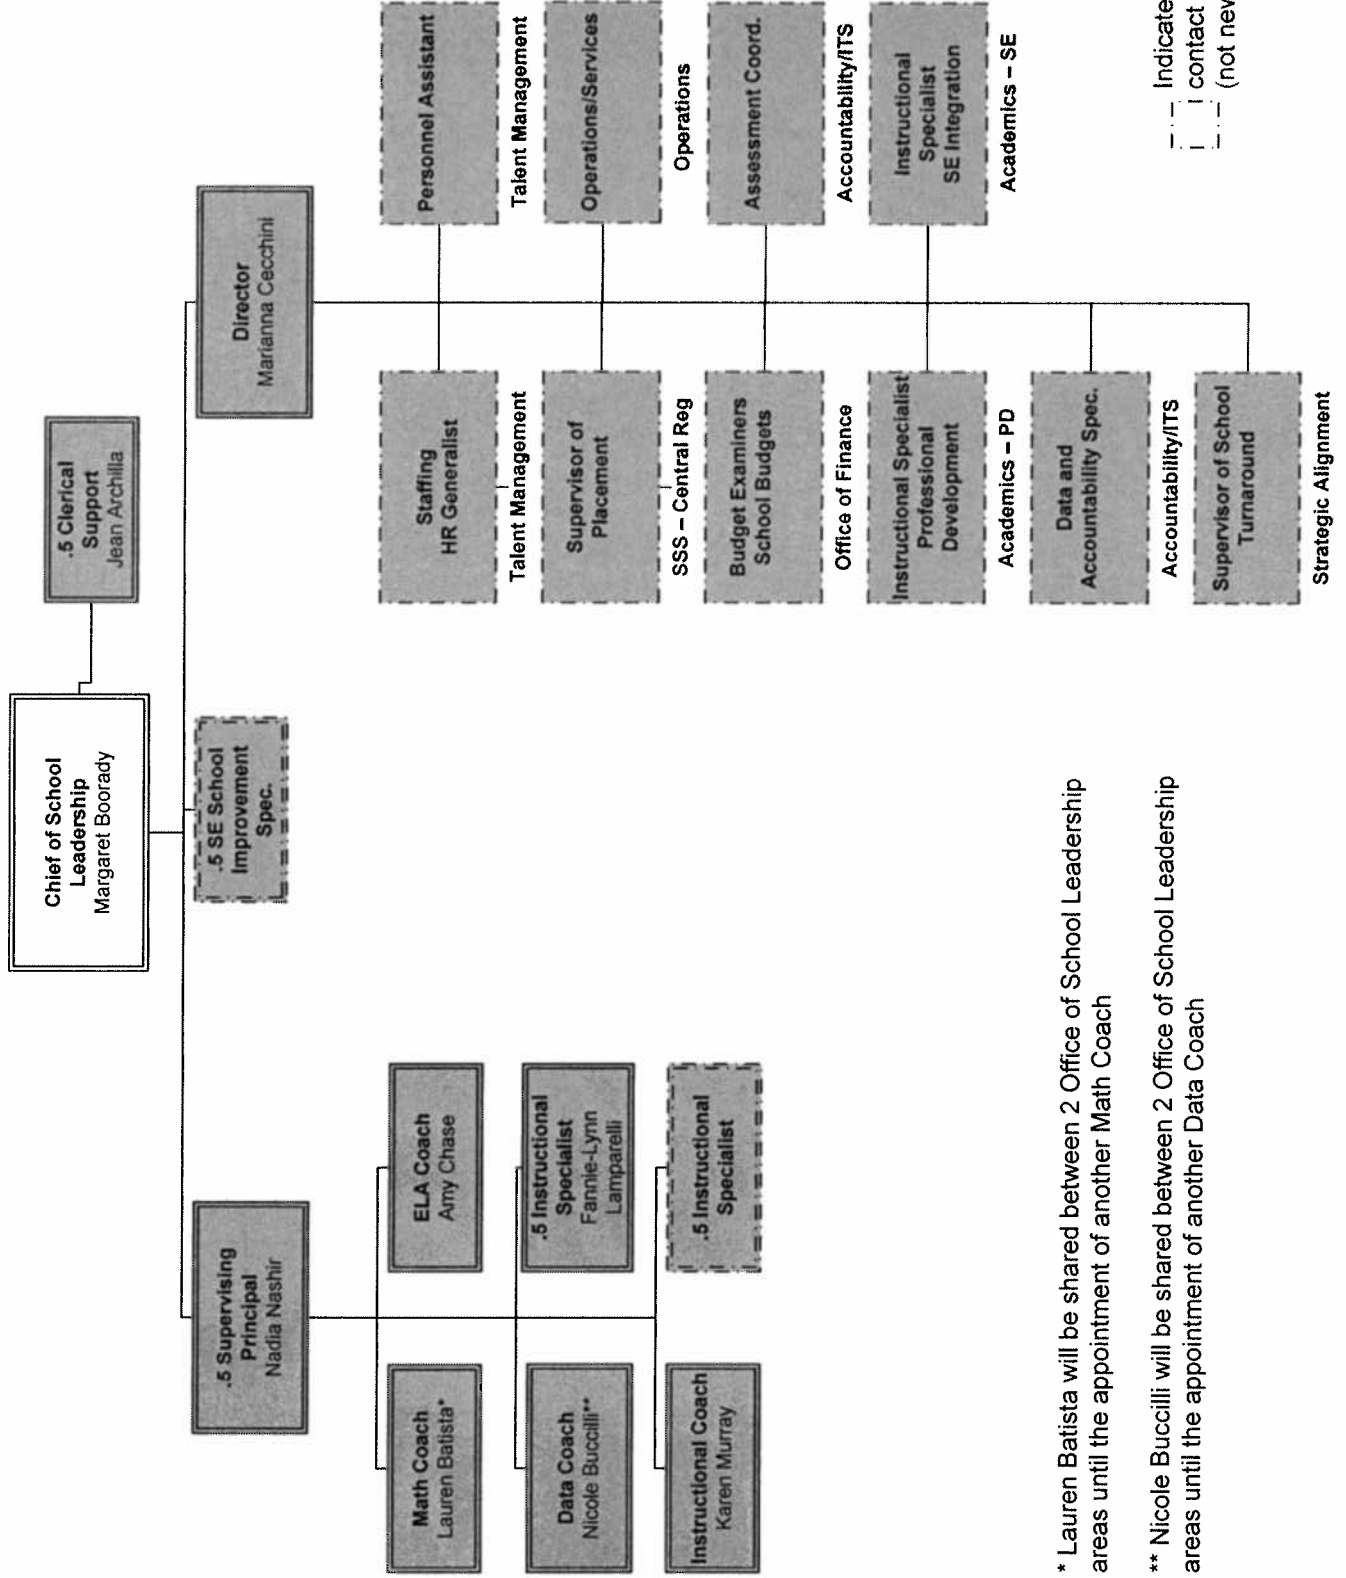 Chief of School
Leadership
Margaret Boorady
.5 Clerical
Support
Jean Archilla
.5 Supervising
Principal
Nadia Nashir
.5 SE School
Improvement
Spec.
Director
Marianna Cecchini
Math Coach
Lauren Batista*
ELA Coach
Amy Chase
Data Coach
Nicole Buccilli**
.5 Instructional
Specialist
Fannie-Lynn
Lamparelli
Instructional Coach
Karen Murray
.5 Instructional
Specialist
Staffing
HR Generalist
Talent Management
Personnel Assistant
Talent Management
Supervisor of
Placement
SSS – Central Reg
Operations/Services
Operations
Budget Examiners
School Budgets
Office of Finance
Assessment Coord.
Accountability/ITS
Instructional Specialist
Professional
Development
Academics – PD
Instructional
Specialist
SE Integration
Academics – SE
Data and
Accountability Spec.
Accountability/ITS
Supervisor of School
Turnaround
Strategic Alignment
* Lauren Batista will be shared between 2 Office of School Leadership
areas until the appointment of another Math Coach
** Nicole Buccilli will be shared between 2 Office of School Leadership
areas until the appointment of another Data Coach
Indicate
contact
(not nev